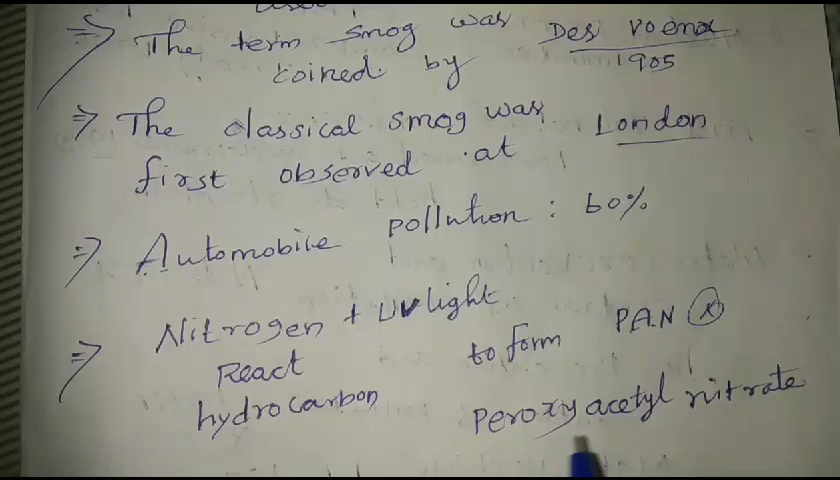 ⇒ The term smog was Des voena
coined by 1905
⇒ The classical smog was London
first observed at
⇒ Automobile pollution : 60%
⇒ Nitrogen + UV light
React to form PAN (x)
hydrocarbon Peroxy acetyl nitrate